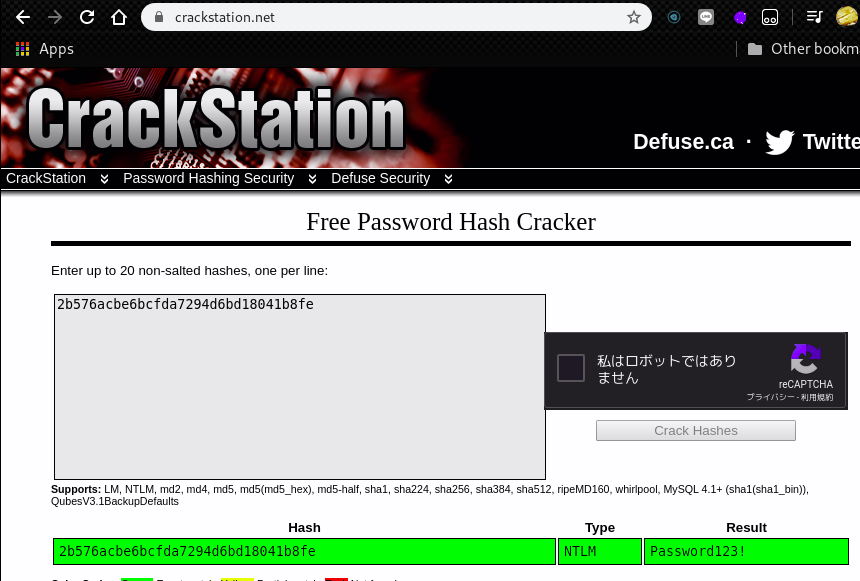 crackstation.net
Apps
Other bookm
CrackStation
Defuse.ca · Twitte
CrackStation Password Hashing Security Defuse Security
Free Password Hash Cracker
Enter up to 20 non-salted hashes, one per line:
2b576acbe6bcfda7294d6bd18041b8fe
私はロボットではあり
ません
reCAPTCHA
プライバシー - 利用規約
Crack Hashes
Supports: LM, NTLM, md2, md4, md5, md5(md5_hex), md5-half, sha1, sha224, sha256, sha384, sha512, ripeMD160, whirlpool, MySQL 4.1+ (sha1(sha1_bin)),
QubesV3.1BackupDefaults
Hash Type Result
2b576acbe6bcfda7294d6bd18041b8fe NTLM Password123!